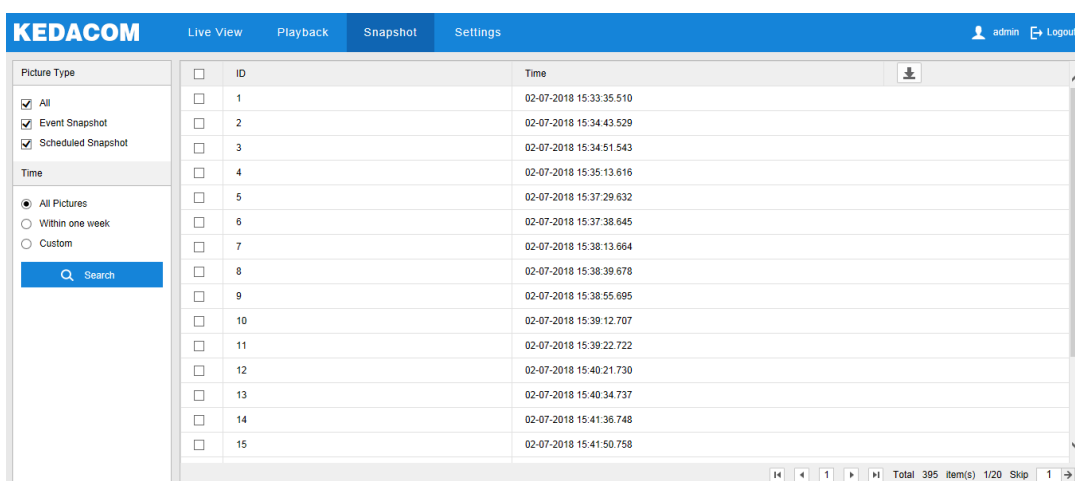 KEDACOM Live View Playback Snapshot Settings admin Logout
Picture Type
All
Event Snapshot
Scheduled Snapshot
Time
All Pictures
Within one week
Custom
Search
ID Time
1 02-07-2018 15:33:35.510
2 02-07-2018 15:34:43.529
3 02-07-2018 15:34:51.543
4 02-07-2018 15:35:13.616
5 02-07-2018 15:37:29.632
6 02-07-2018 15:37:38.645
7 02-07-2018 15:38:13.664
8 02-07-2018 15:38:39.678
9 02-07-2018 15:38:55.695
10 02-07-2018 15:39:12.707
11 02-07-2018 15:39:22.722
12 02-07-2018 15:40:21.730
13 02-07-2018 15:40:34.737
14 02-07-2018 15:41:36.748
15 02-07-2018 15:41:50.758
1 Total 395 item(s) 1/20 Skip 1